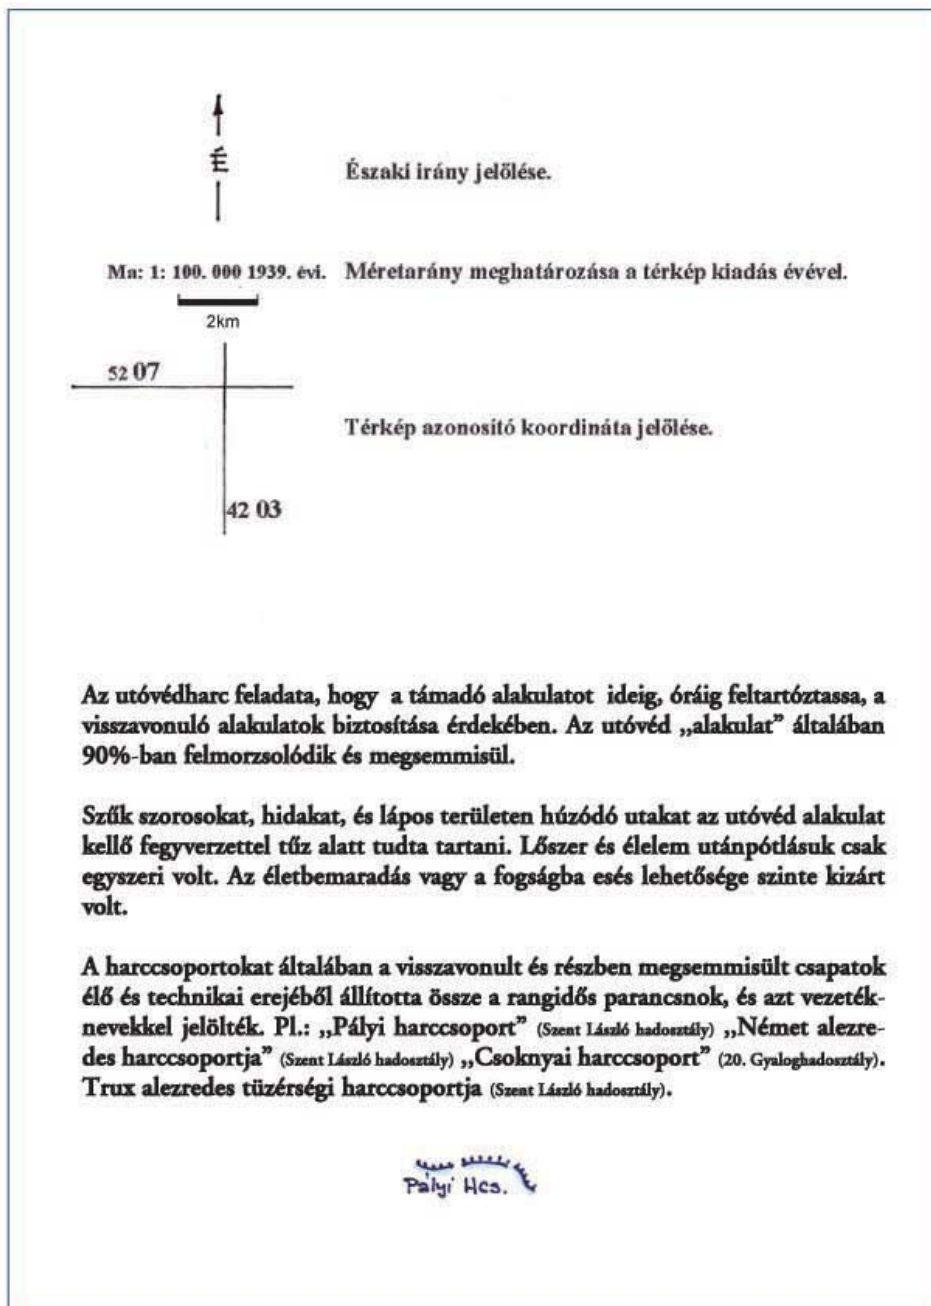 É
Északi irány jelölése.
Ma: 1: 100. 000 1939. évi. Méretarány meghatározása a térkép kiadás évével.
2km
52 07
Térkép azonositó koordináta jelölése.
42 03
Az utóvédharc feladata, hogy a támadó alakulatot ideig, óráig feltartóztassa, a
visszavonuló alakulatok biztosítása érdekében. Az utóvéd „alakulat” általában
90%-ban felmorzsolódik és megsemmisül.
Szűk szorosokat, hidakat, és lápos területen húzódó utakat az utóvéd alakulat
kellő fegyverzettel tűz alatt tudta tartani. Lőszer és élelem utánpótlásuk csak
egyszeri volt. Az életbemaradás vagy a fogságba esés lehetősége szinte kizárt
volt.
A harccsoportokat általában a visszavonult és részben megsemmisült csapatok
élő és technikai erejéből állította össze a rangidős parancsnok, és azt vezeték-
nevekkel jelölték. Pl.: „Pályi harccsoport” (Szent László hadosztály) „Német alezre-
des harccsoportja” (Szent László hadosztály) „Csoknyai harccsoport” (20. Gyaloghadosztály).
Trux alezredes tüzérségi harccsoportja (Szent László hadosztály).
Pályi Hcs.